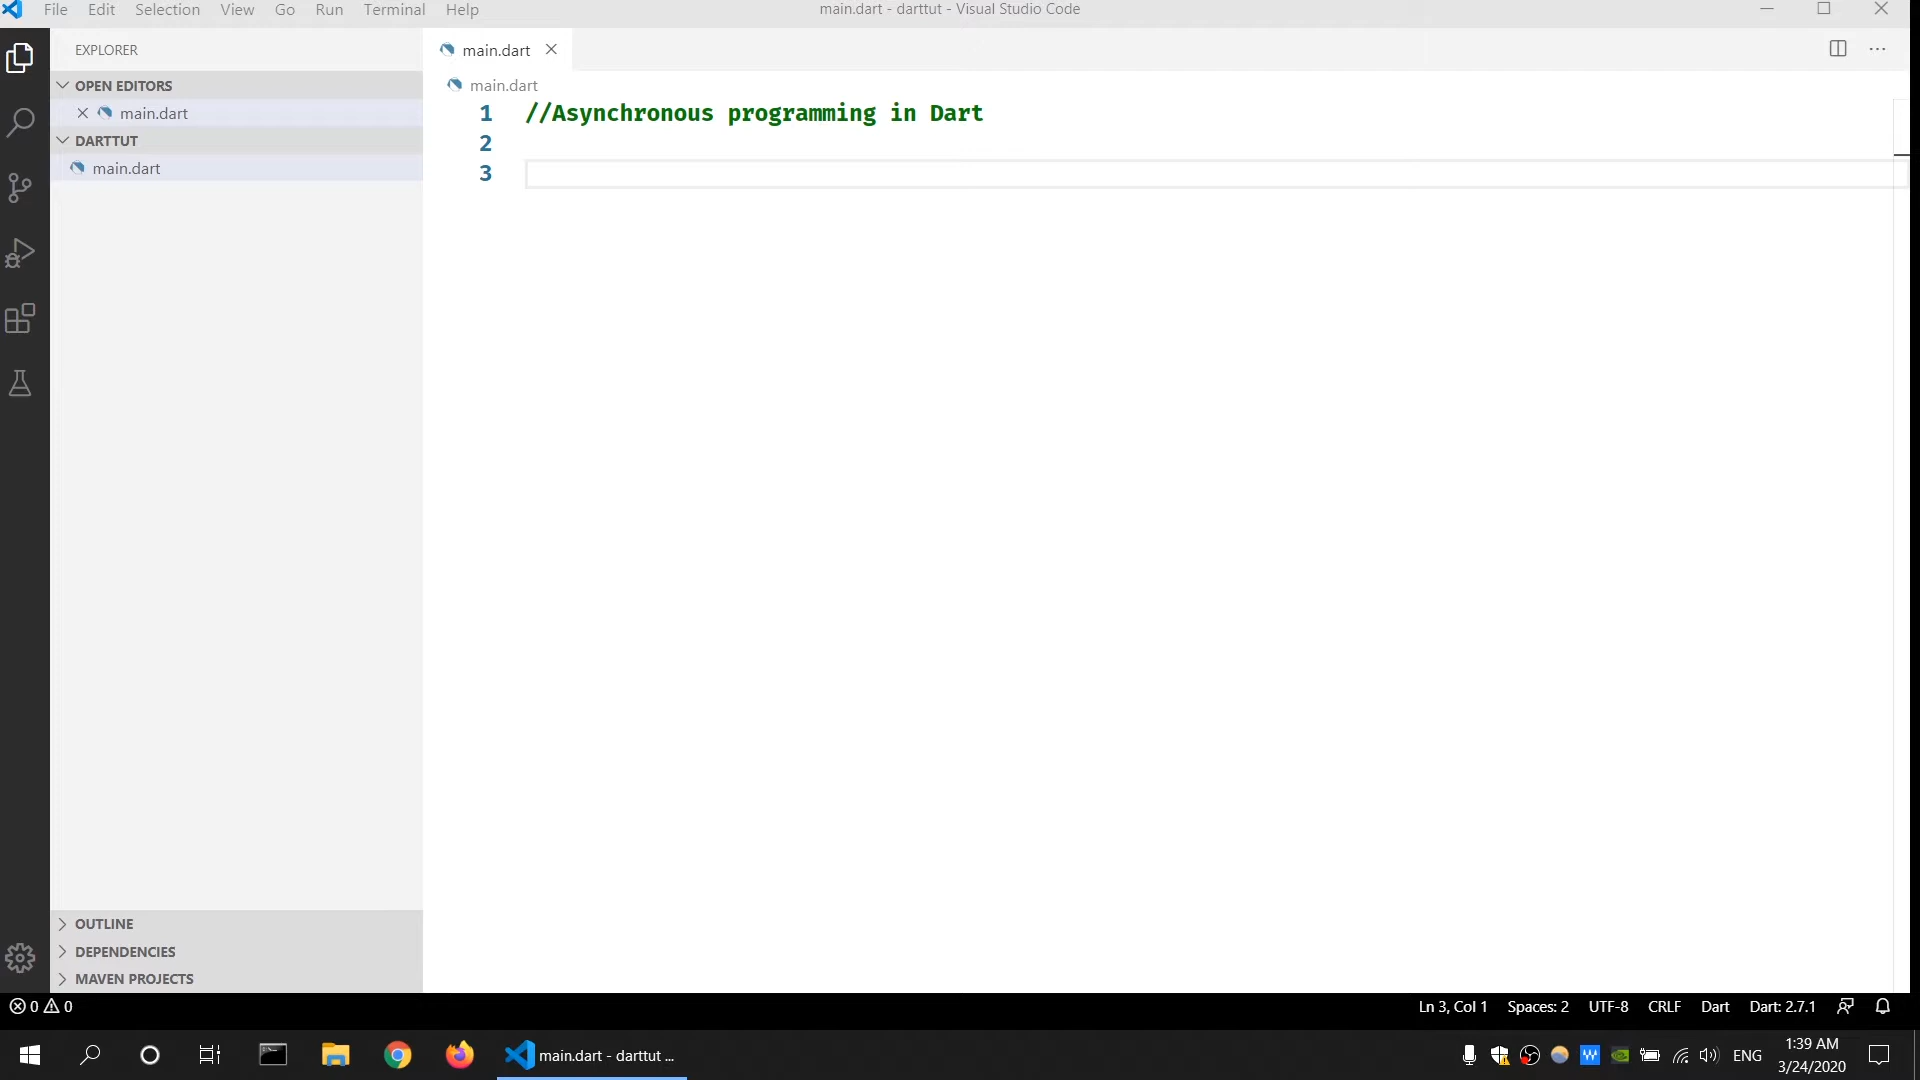 File Edit Selection View Go Run Terminal Help
main.dart - darttut - Visual Studio Code
EXPLORER
OPEN EDITORS
main.dart
DARTTUT
main.dart
OUTLINE
DEPENDENCIES
MAVEN PROJECTS
main.dart
main.dart
1 //Asynchronous programming in Dart
2
3
0 0
Ln 3, Col 1 Spaces: 2 UTF-8 CRLF Dart Dart: 2.7.1
main.dart - darttut ...
ENG
1:39 AM
3/24/2020